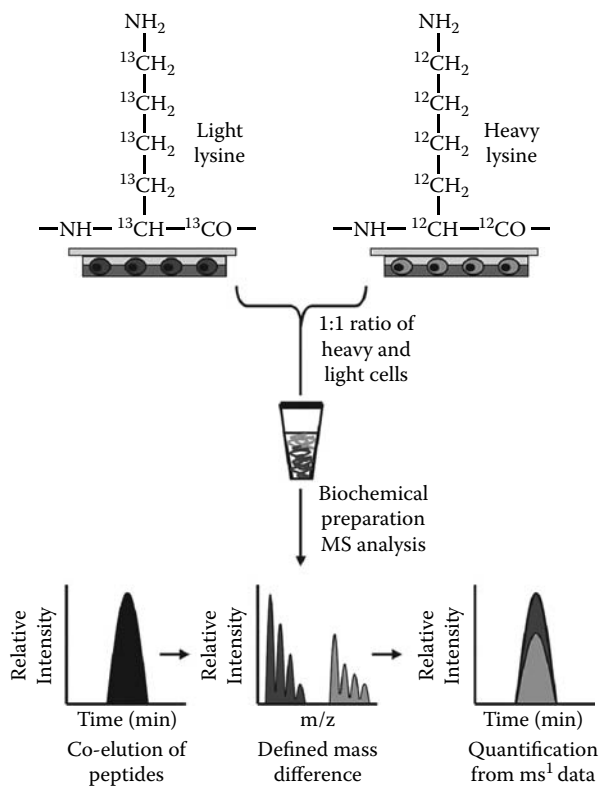 NH₂
¹³CH₂
¹³CH₂
¹³CH₂
¹³CH₂
Light
lysine
—NH—¹³CH—¹³CO—
NH₂
¹²CH₂
¹²CH₂
¹²CH₂
¹²CH₂
Heavy
lysine
—NH—¹²CH—¹²CO—
1:1 ratio of
heavy and
light cells
Biochemical
preparation
MS analysis
Relative
Intensity
Time (min)
Co-elution of
peptides
Relative
Intensity
m/z
Defined mass
difference
Relative
Intensity
Time (min)
Quantification
from ms¹ data